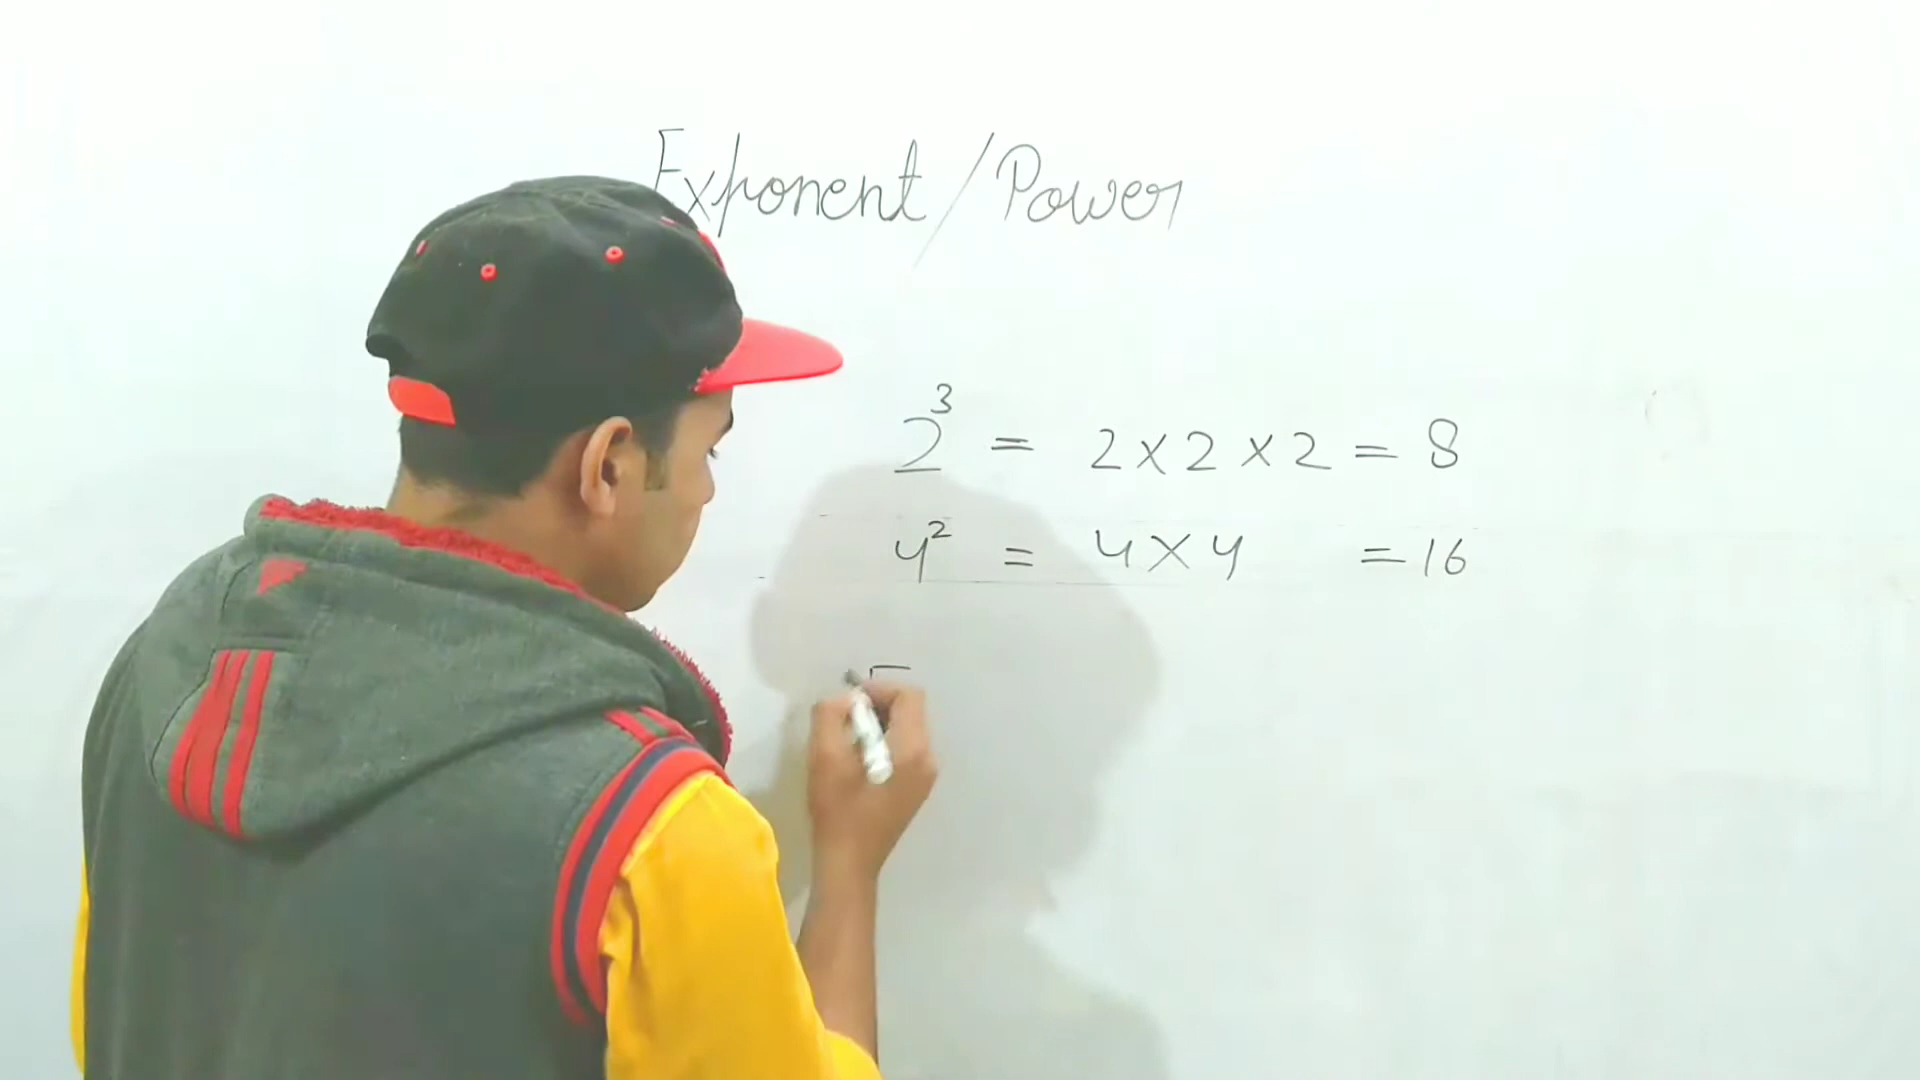 Exponent/Power
2³ = 2×2×2 = 8
4² = 4×4 =16